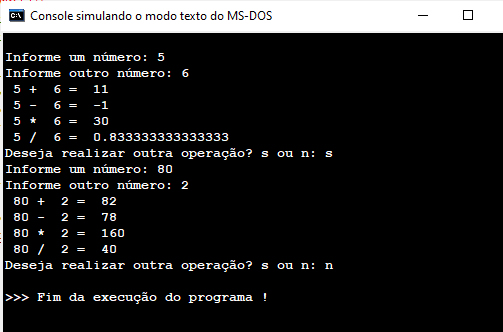 Console simulando o modo texto do MS-DOS
Informe um número: 5
Informe outro número: 6
5 +  6 =  11
5 -  6 =  -1
5 *  6 =  30
5 /  6 =  0.833333333333333
Deseja realizar outra operação? s ou n: s
Informe um número: 80
Informe outro número: 2
80 +  2 =  82
80 -  2 =  78
80 *  2 =  160
80 /  2 =  40
Deseja realizar outra operação? s ou n: n
>>> Fim da execução do programa !